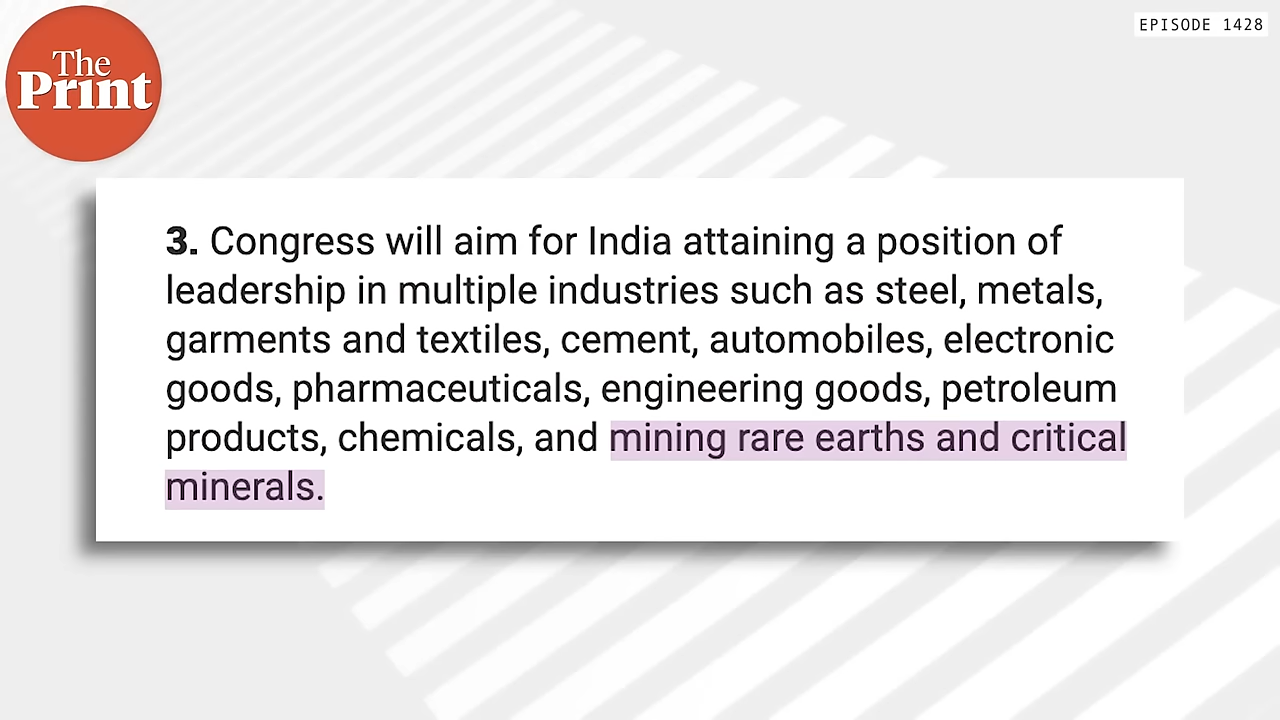 The
Print
EPISODE 1428
3. Congress will aim for India attaining a position of
leadership in multiple industries such as steel, metals,
garments and textiles, cement, automobiles, electronic
goods, pharmaceuticals, engineering goods, petroleum
products, chemicals, and mining rare earths and critical
minerals.